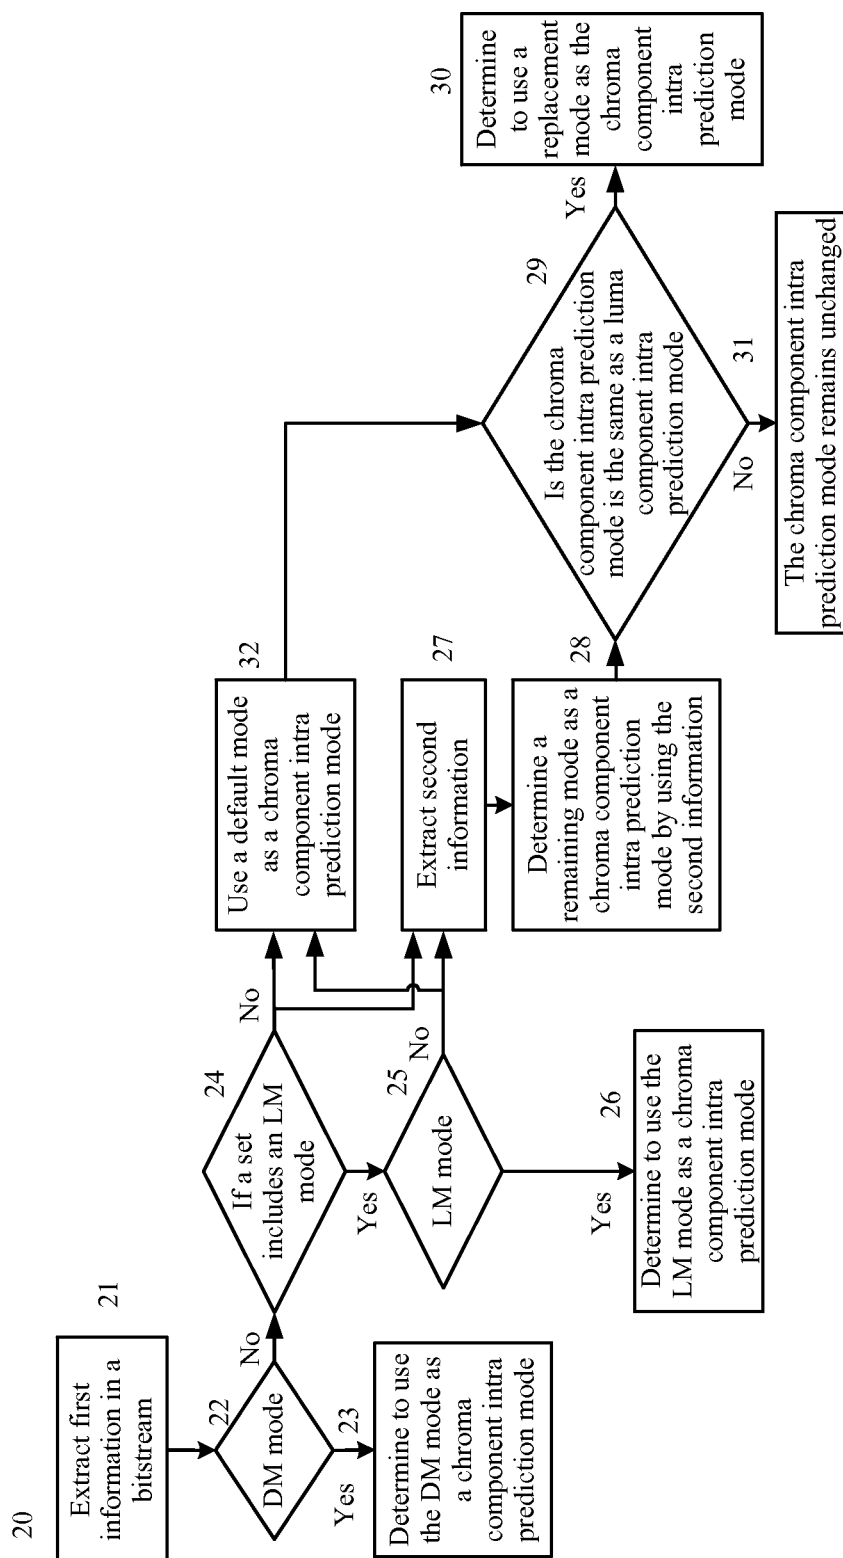 20
21
Extract first
information in a
bitstream
22
DM mode
Yes
No
23
Determine to use
the DM mode as
a chroma
component intra
prediction mode
24
If a set
includes an LM
mode
No
Yes
25
LM mode
No
Yes
26
Determine to use the
LM mode as a chroma
component intra
prediction mode
32
Use a default mode
as a chroma
component intra
prediction mode
27
Extract second
information
28
Determine a
remaining mode as a
chroma component
intra prediction
mode by using the
second information
29
Is the chroma
component intra prediction
mode is the same as a luma
component intra
prediction mode
Yes
No
30
Determine
to use a
replacement
mode as the
chroma
component
intra
prediction
mode
31
The chroma component intra
prediction mode remains unchanged